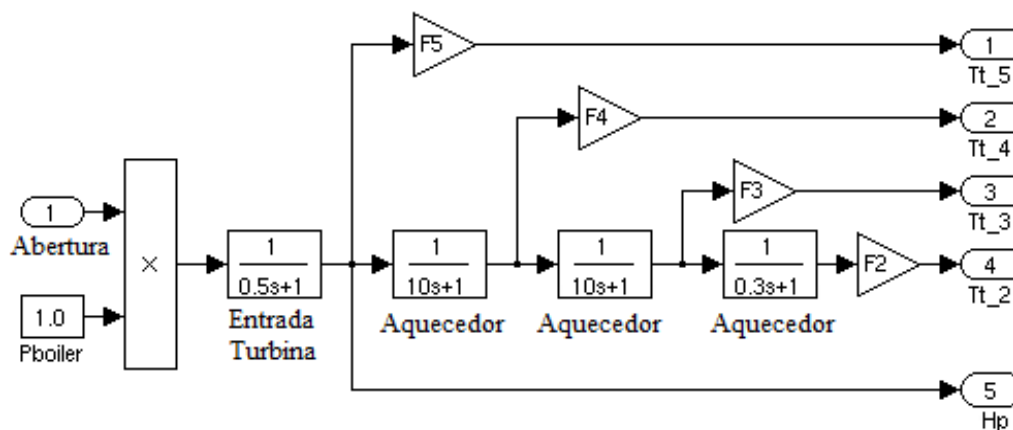 F5
1
Tt_5
F4
2
Tt_4
F3
3
Tt_3
1
Abertura
×
1
0.5s+1
Entrada
Turbina
1
10s+1
Aquecedor
1
10s+1
Aquecedor
1
0.3s+1
Aquecedor
F2
4
Tt_2
1.0
Pboiler
5
Hp